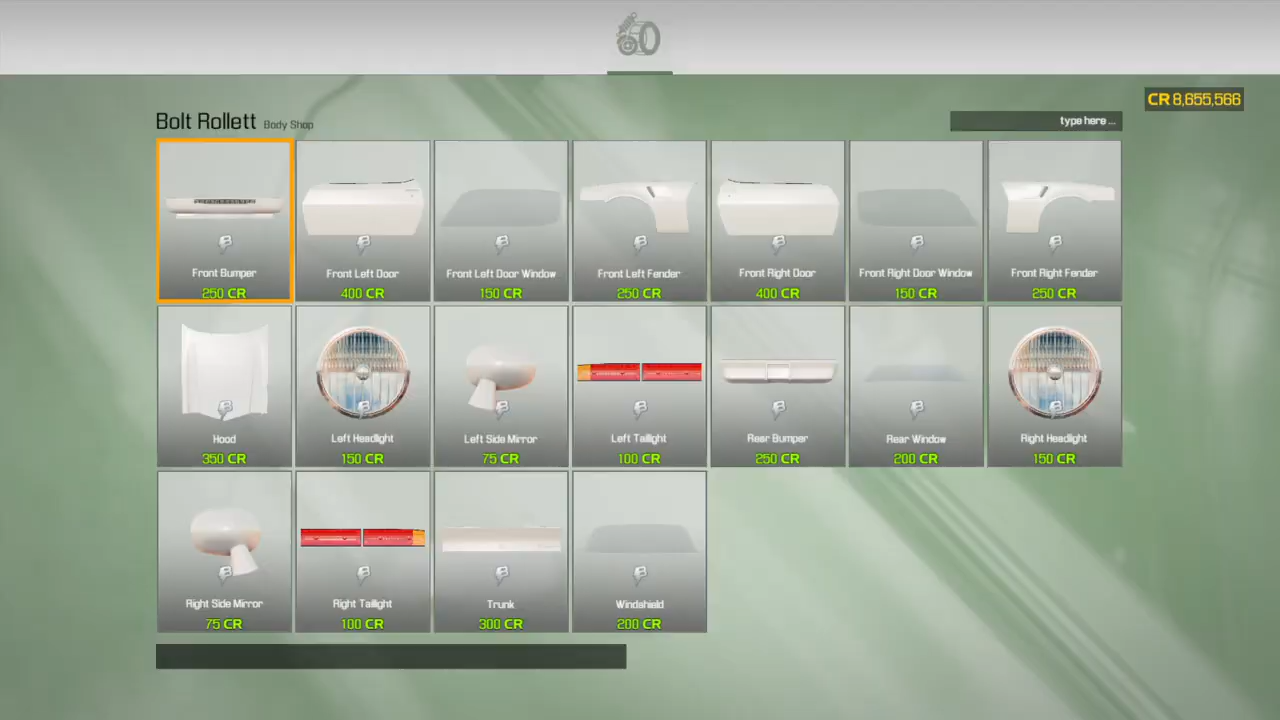 CR 8,655,566
Bolt Rollett Body Shop
type here ...
Front Bumper
250 CR
Front Left Door
400 CR
Front Left Door Window
150 CR
Front Left Fender
250 CR
Front Right Door
400 CR
Front Right Door Window
150 CR
Front Right Fender
250 CR
Hood
350 CR
Left Headlight
150 CR
Left Side Mirror
75 CR
Left Taillight
100 CR
Rear Bumper
250 CR
Rear Window
200 CR
Right Headlight
150 CR
Right Side Mirror
75 CR
Right Taillight
100 CR
Trunk
300 CR
Windshield
200 CR